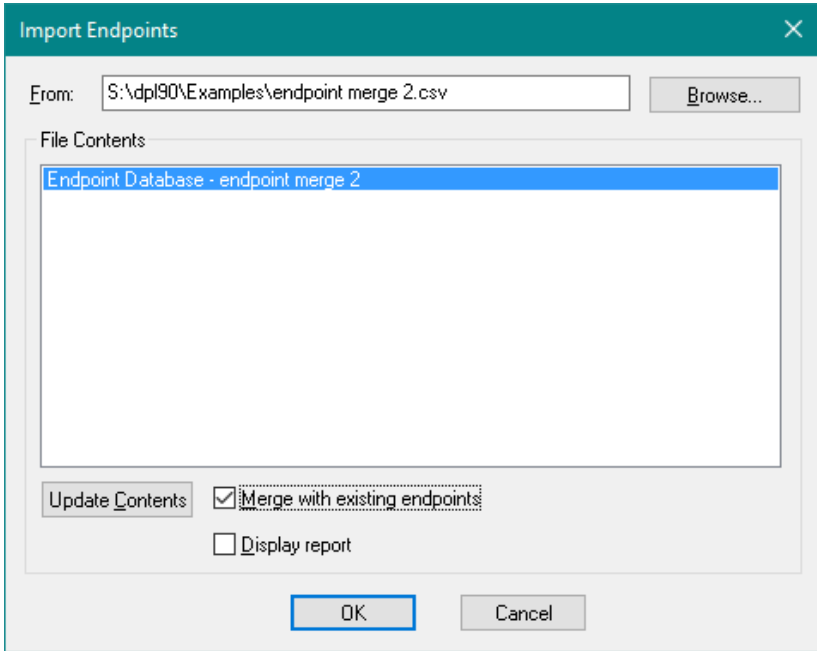 Import Endpoints
From: S:\dpl90\Examples\endpoint merge 2.csv Browse...
File Contents
Endpoint Database - endpoint merge 2
Update Contents Merge with existing endpoints
Display report
OK Cancel